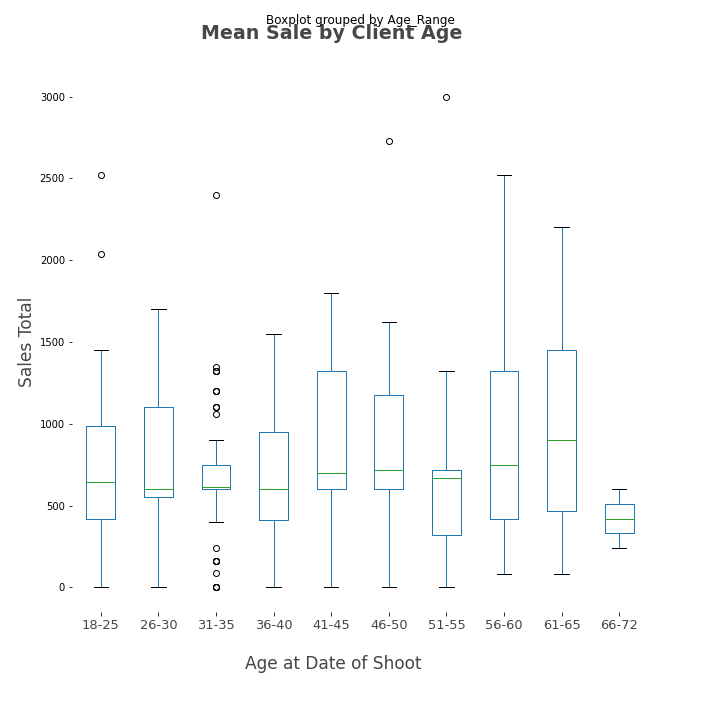 Boxplot grouped by Age_Range
Mean Sale by Client Age
3000
2500
2000
1500
1000
500
0
Sales Total
18-25 26-30 31-35 36-40 41-45 46-50 51-55 56-60 61-65 66-72
Age at Date of Shoot